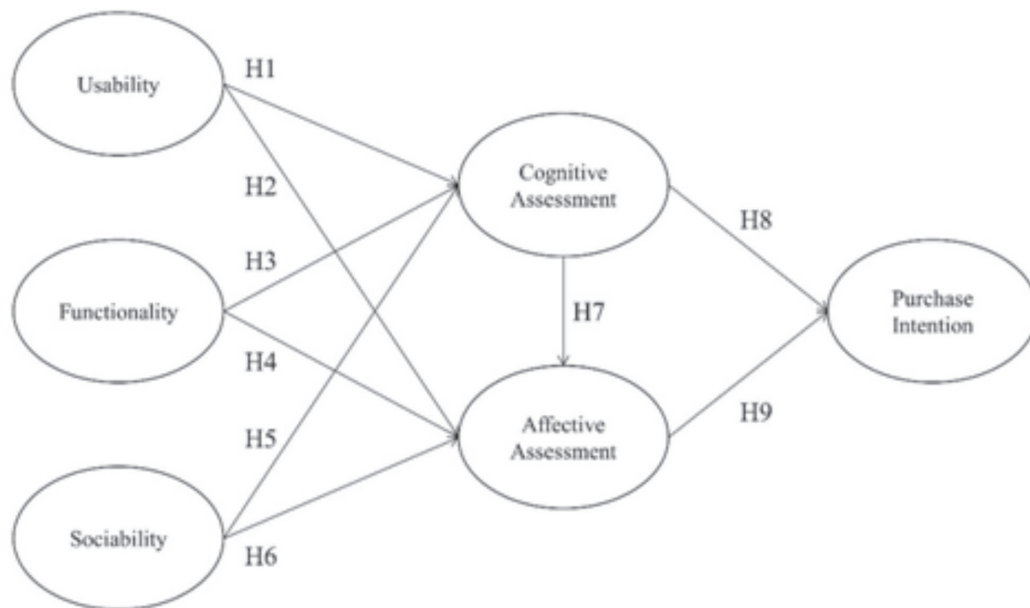 Usability
H1
H2
Cognitive
Assessment
H3
Functionality
H4
H7
H8
Purchase
Intention
H5
Affective
Assessment
H9
Sociability
H6